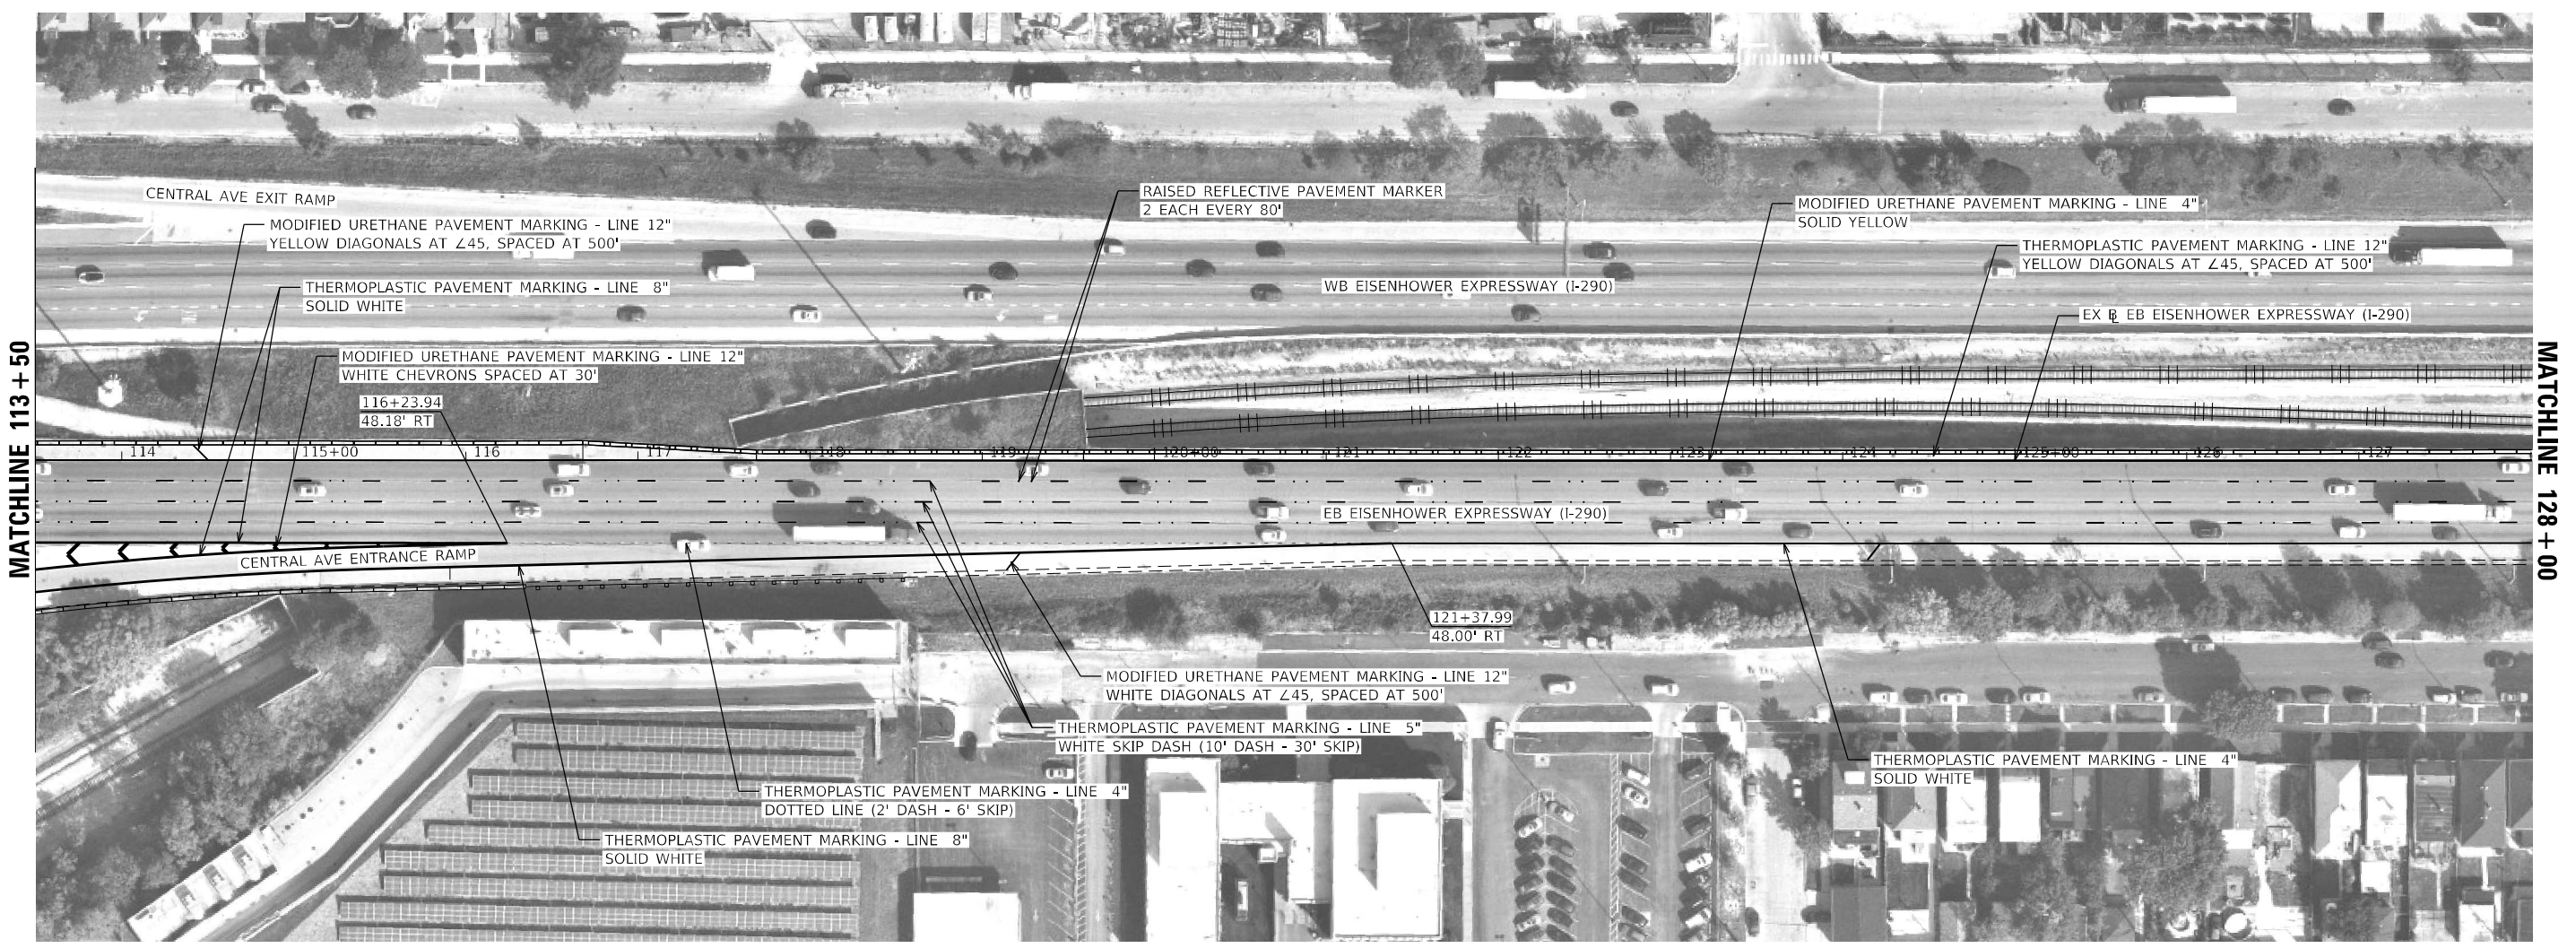 CENTRAL AVE EXIT RAMP
MODIFIED URETHANE PAVEMENT MARKING - LINE 12"
YELLOW DIAGONALS AT ∠45, SPACED AT 500'
THERMOPLASTIC PAVEMENT MARKING - LINE 8"
SOLID WHITE
MODIFIED URETHANE PAVEMENT MARKING - LINE 12"
WHITE CHEVRONS SPACED AT 30'
116+23.94
48.18' RT
RAISED REFLECTIVE PAVEMENT MARKER
2 EACH EVERY 80'
MODIFIED URETHANE PAVEMENT MARKING - LINE 4"
SOLID YELLOW
THERMOPLASTIC PAVEMENT MARKING - LINE 12"
YELLOW DIAGONALS AT ∠45, SPACED AT 500'
WB EISENHOWER EXPRESSWAY (I-290)
EX B EB EISENHOWER EXPRESSWAY (I-290)
MATCHLINE 113+50
MATCHLINE 128+00
114 115+00 116 117 118 119 120+00 121 122 123 124 125+00 126 127
EB EISENHOWER EXPRESSWAY (I-290)
CENTRAL AVE ENTRANCE RAMP
121+37.99
48.00' RT
MODIFIED URETHANE PAVEMENT MARKING - LINE 12"
WHITE DIAGONALS AT ∠45, SPACED AT 500'
THERMOPLASTIC PAVEMENT MARKING - LINE 5"
WHITE SKIP DASH (10' DASH - 30' SKIP)
THERMOPLASTIC PAVEMENT MARKING - LINE 4"
SOLID WHITE
THERMOPLASTIC PAVEMENT MARKING - LINE 4"
DOTTED LINE (2' DASH - 6' SKIP)
THERMOPLASTIC PAVEMENT MARKING - LINE 8"
SOLID WHITE